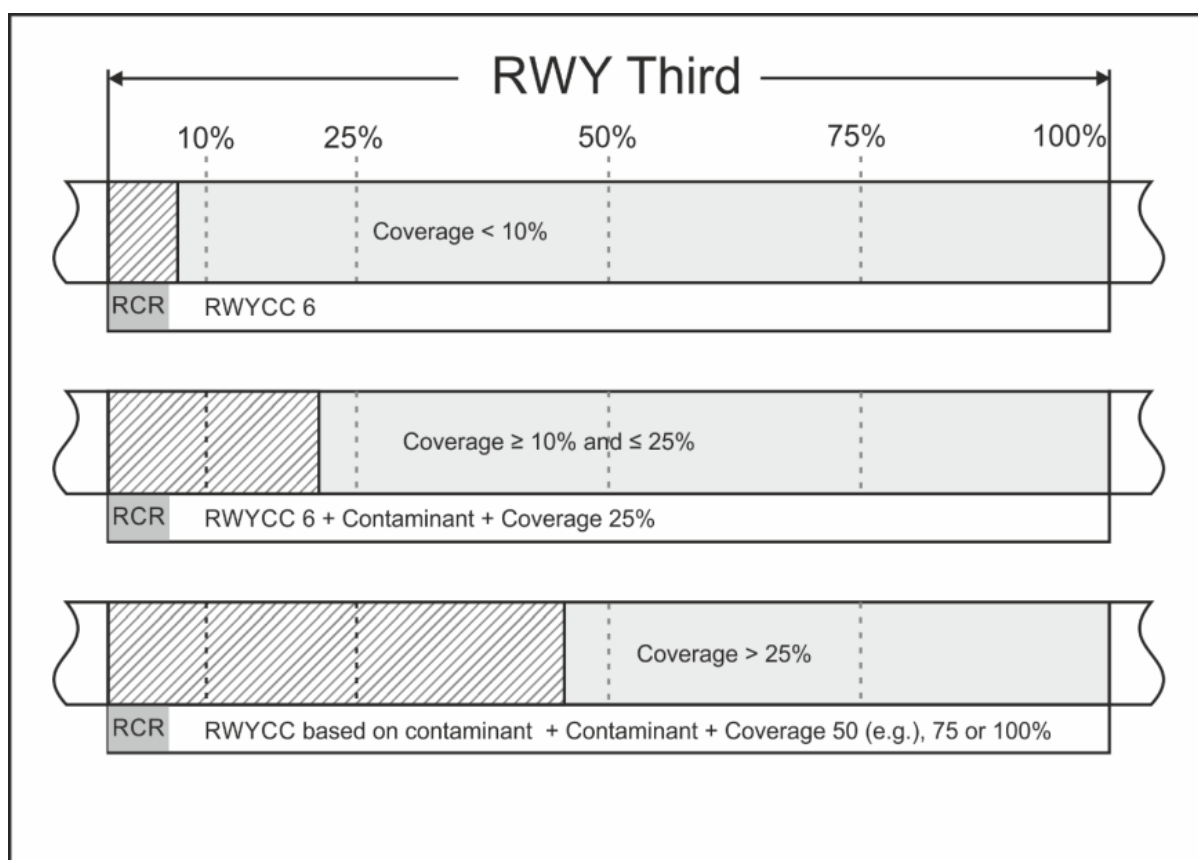 RWY Third
10% 25% 50% 75% 100%
Coverage < 10%
RCR RWYCC 6
Coverage ≥ 10% and ≤ 25%
RCR RWYCC 6 + Contaminant + Coverage 25%
Coverage > 25%
RCR RWYCC based on contaminant + Contaminant + Coverage 50 (e.g.), 75 or 100%